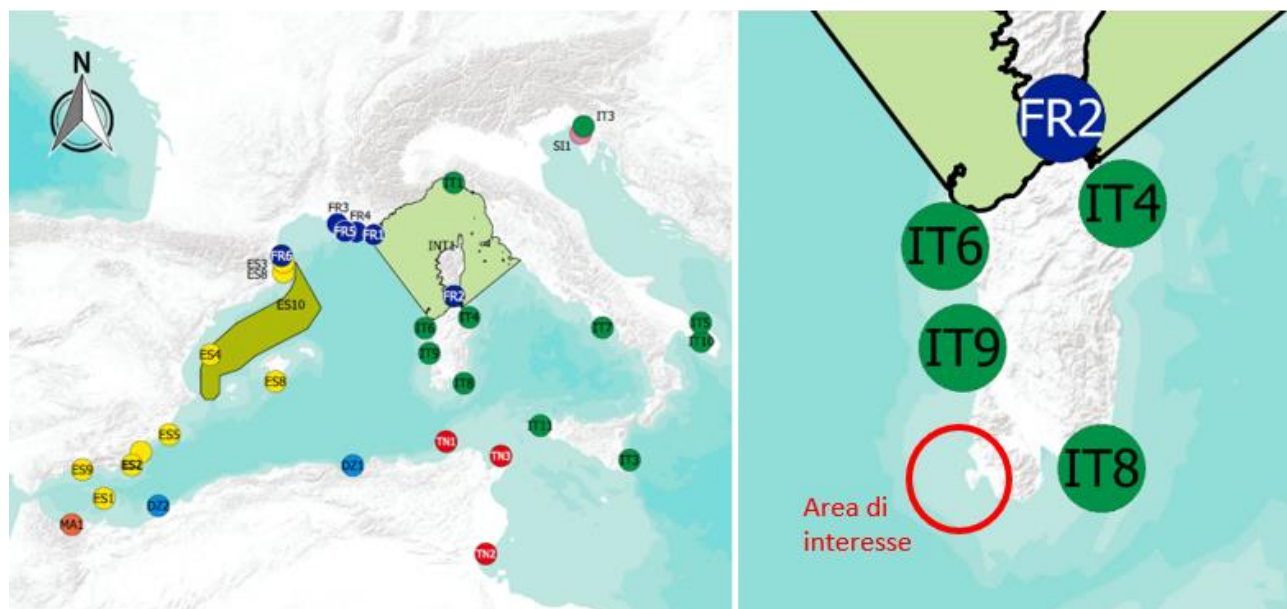 N
IT3
SI1
IT1
FR3
FR4
FR5
FR1
INT1
FR6
ES3
ES8
ES10
FR2
IT4
IT6
IT7
IT5
IT10
ES4
IT9
ES8
IT8
IT11
ES5
TN1
TN3
ES2
ES9
DZ1
ES1
DZ2
MA1
TN2
FR2
IT4
IT6
IT9
IT8
Area di
interesse